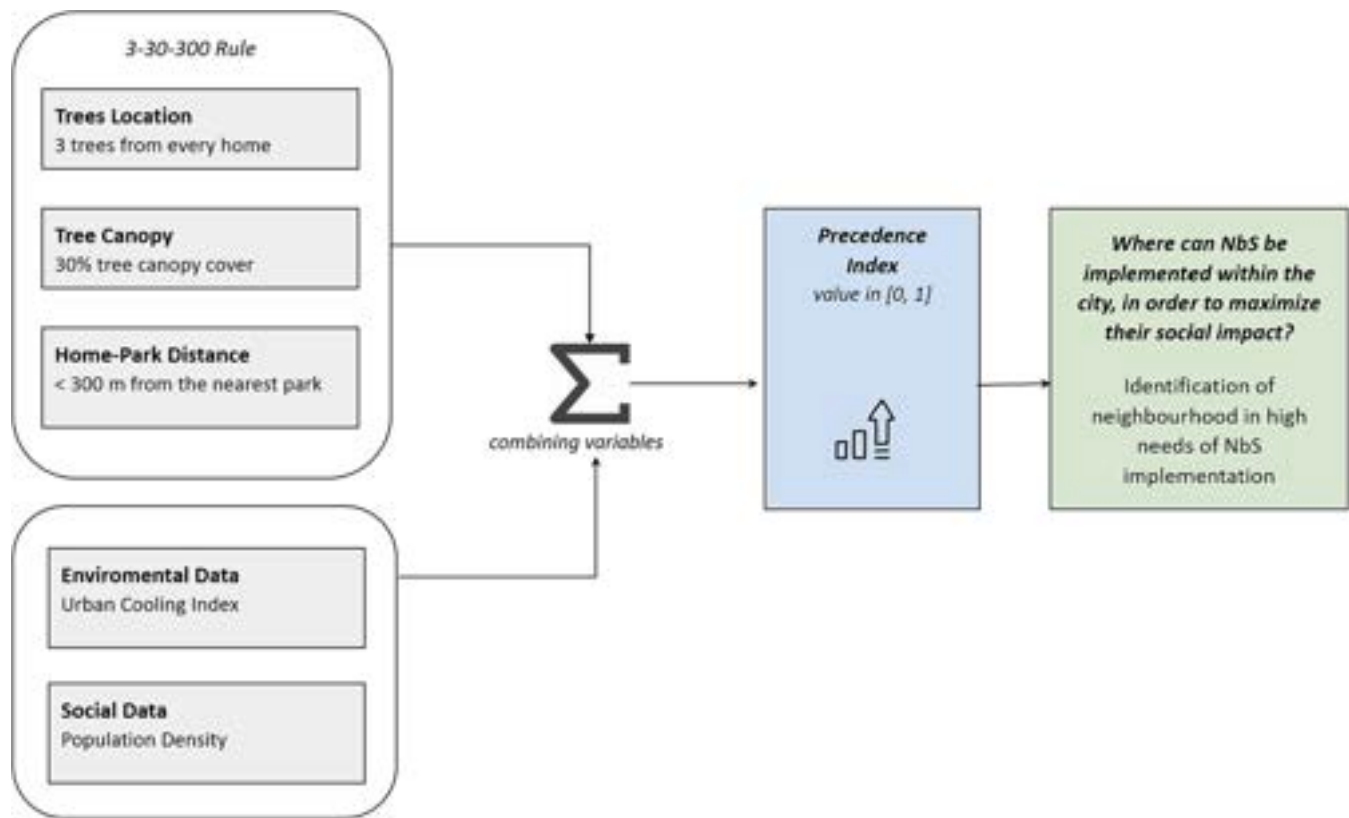 3-30-300 Rule
Trees Location
3 trees from every home
Tree Canopy
30% tree canopy cover
Home-Park Distance
< 300 m from the nearest park
Enviromental Data
Urban Cooling Index
Social Data
Population Density
Σ
combining variables
Precedence
Index
value in [0, 1]
Where can NbS be
implemented within the
city, in order to maximize
their social impact?
Identification of
neighbourhood in high
needs of NbS
implementation